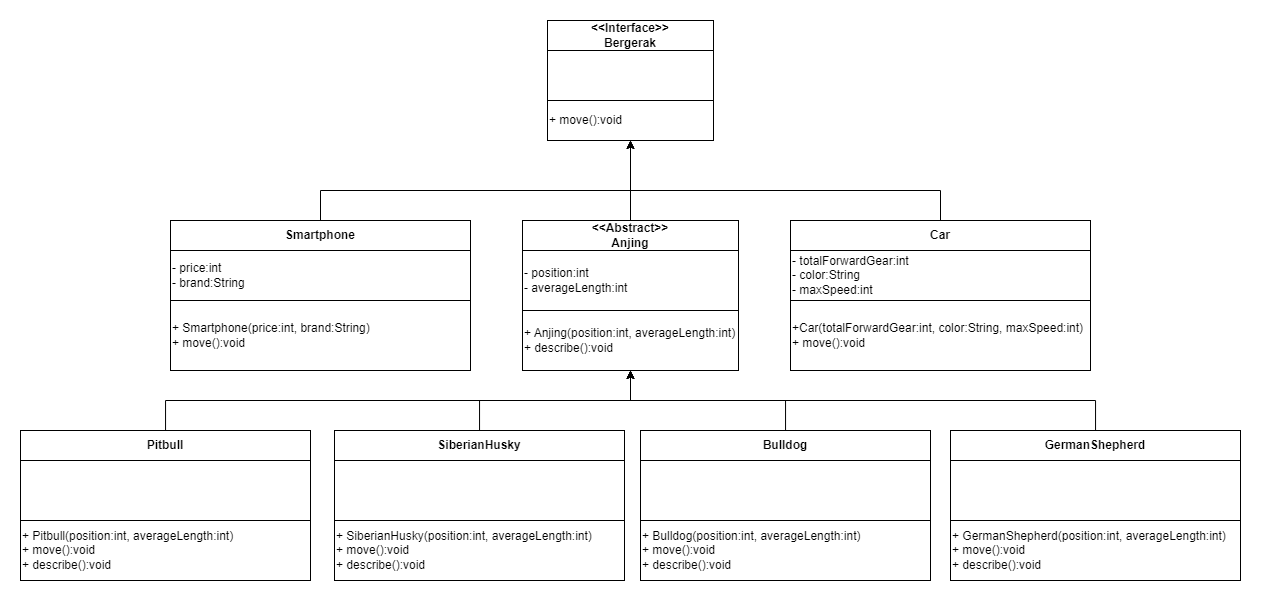 <<Interface>>
Bergerak
+ move():void
Smartphone
- price:int
- brand:String
+ Smartphone(price:int, brand:String)
+ move():void
<<Abstract>>
Anjing
- position:int
- averageLength:int
+ Anjing(position:int, averageLength:int)
+ describe():void
Car
- totalForwardGear:int
- color:String
- maxSpeed:int
+Car(totalForwardGear:int, color:String, maxSpeed:int)
+ move():void
Pitbull
+ Pitbull(position:int, averageLength:int)
+ move():void
+ describe():void
SiberianHusky
+ SiberianHusky(position:int, averageLength:int)
+ move():void
+ describe():void
Bulldog
+ Bulldog(position:int, averageLength:int)
+ move():void
+ describe():void
GermanShepherd
+ GermanShepherd(position:int, averageLength:int)
+ move():void
+ describe():void